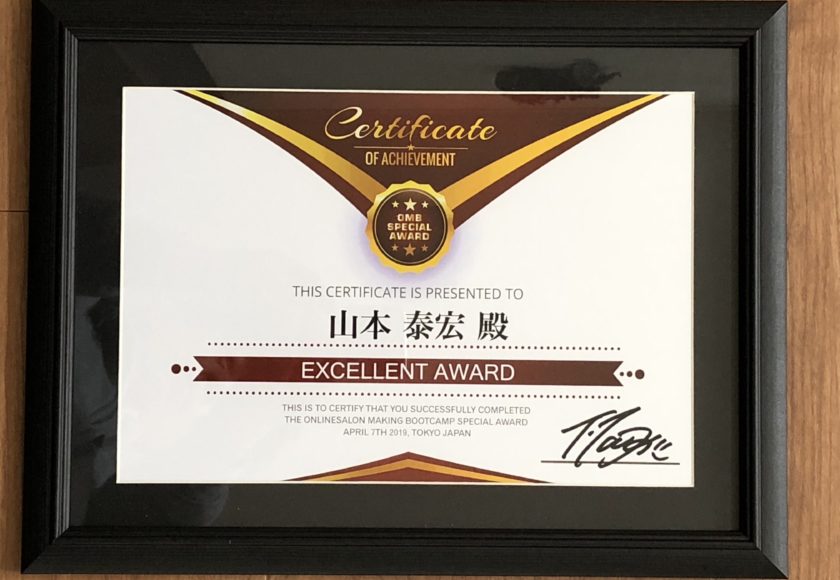 Certificate
OF ACHIEVEMENT
OMB
SPECIAL
AWARD
THIS CERTIFICATE IS PRESENTED TO
山本 泰宏 殿
EXCELLENT AWARD
THIS IS TO CERTIFY THAT YOU SUCCESSFULLY COMPLETED
THE ONLINESALON MAKING BOOTCAMP SPECIAL AWARD
APRIL 7TH 2019, TOKYO JAPAN